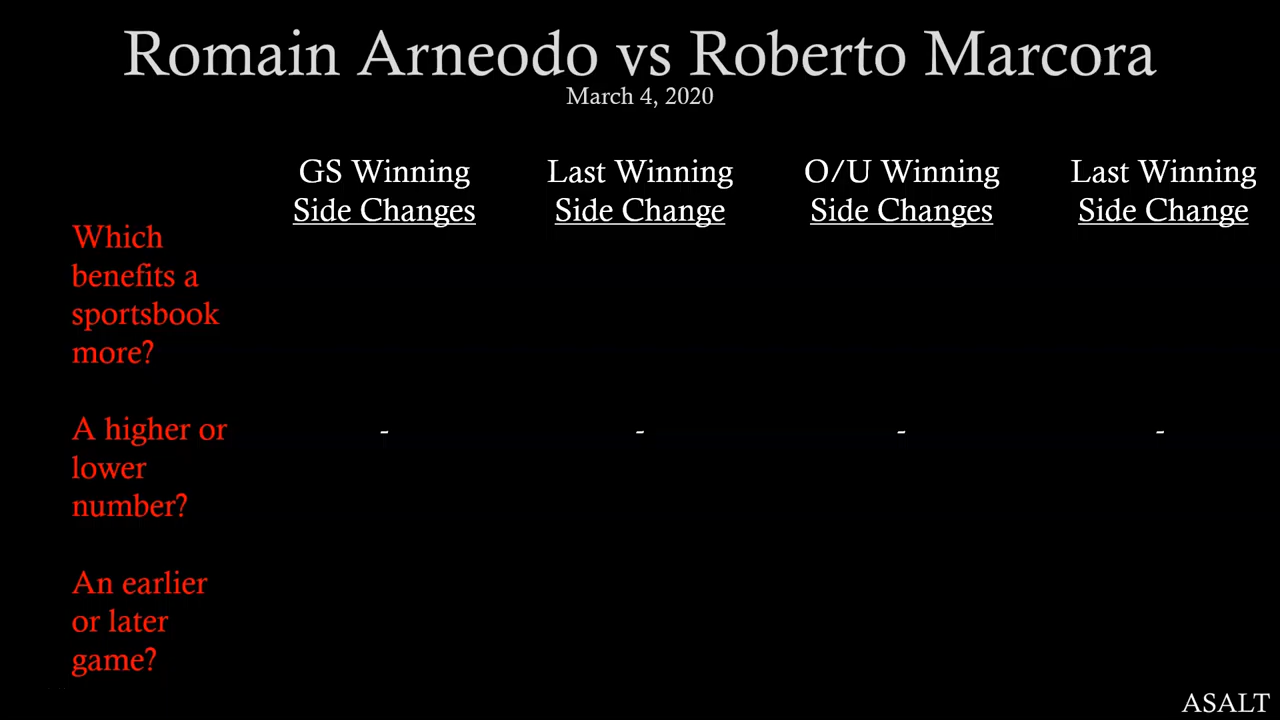 Romain Arneodo vs Roberto Marcora
March 4, 2020
GS Winning
Side Changes
Last Winning
Side Change
O/U Winning
Side Changes
Last Winning
Side Change
Which
benefits a
sportsbook
more?
A higher or
lower
number?
- - - -
An earlier
or later
game?
ASALT